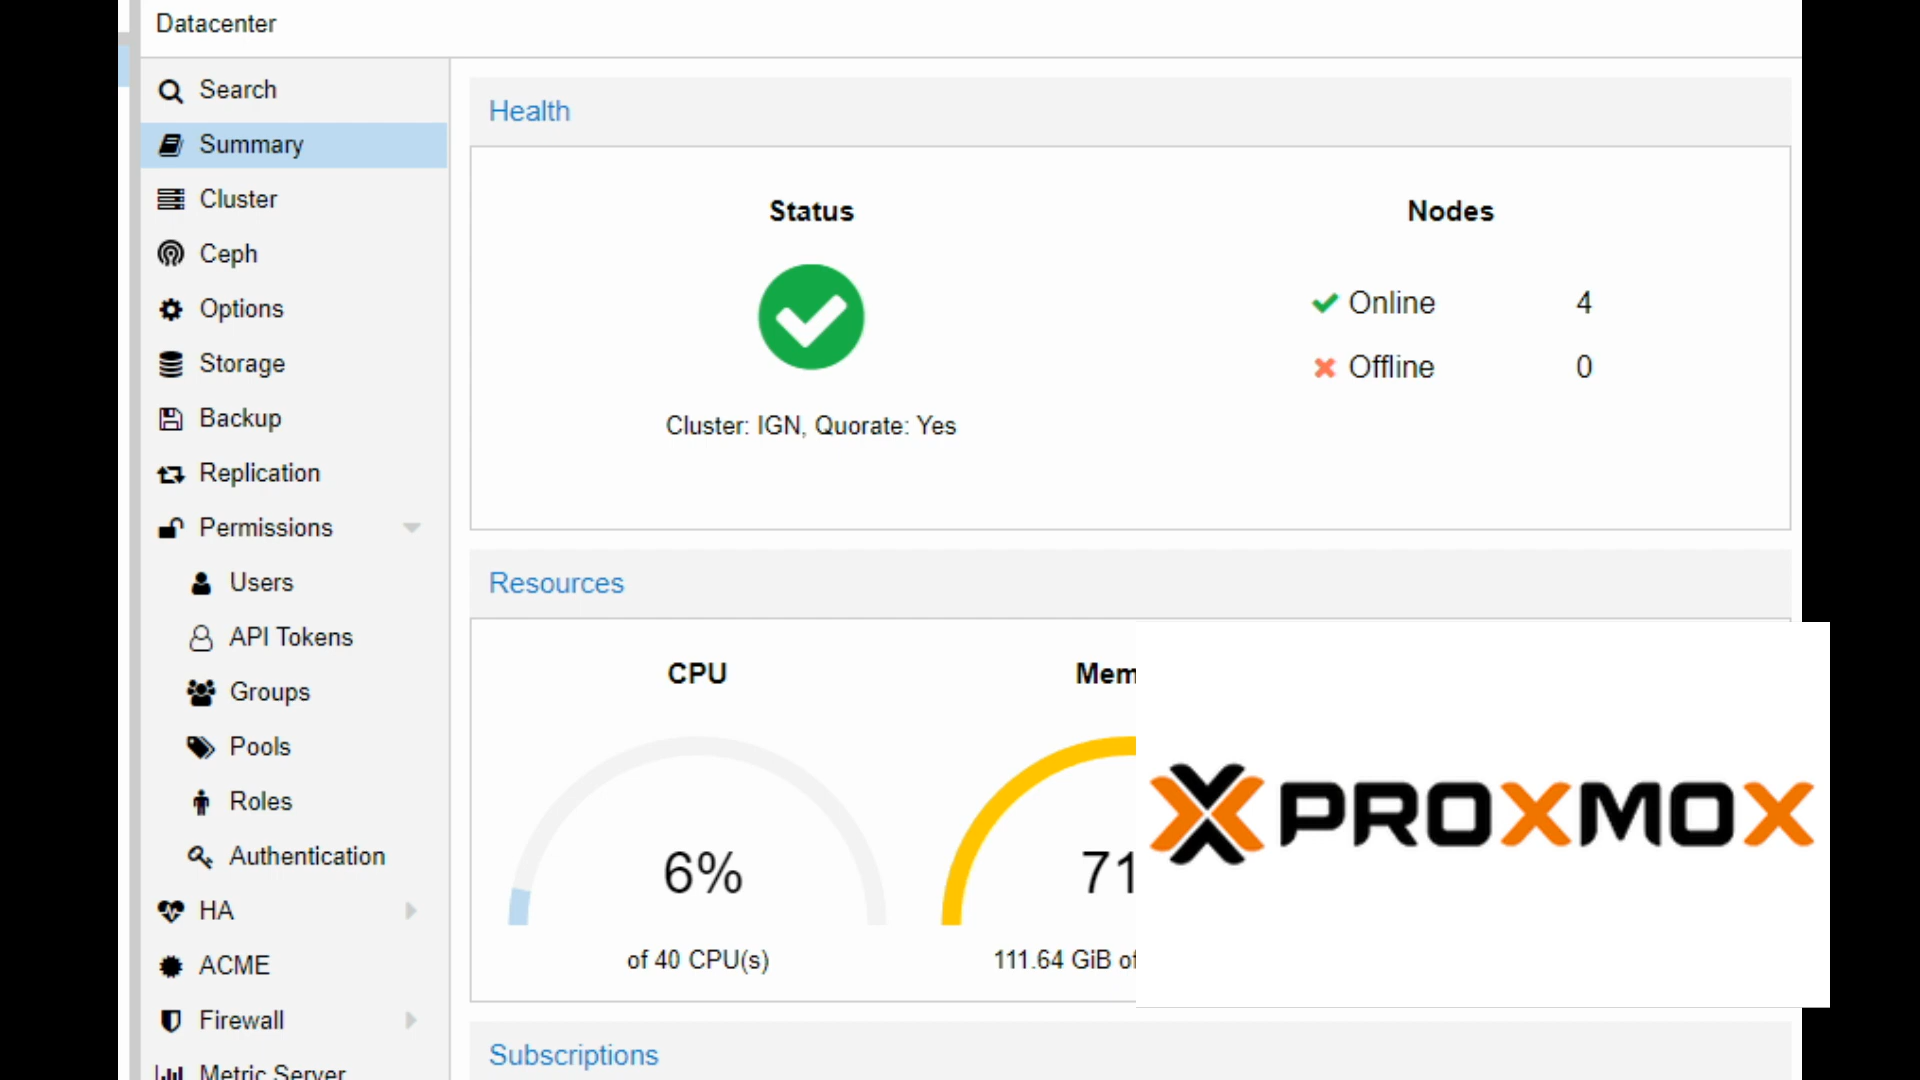 Datacenter
Search
Summary
Cluster
Ceph
Options
Storage
Backup
Replication
Permissions
Users
API Tokens
Groups
Pools
Roles
Authentication
HA
ACME
Firewall
Metric Server
Health
Status
Nodes
Online 4
Offline 0
Cluster: IGN, Quorate: Yes
Resources
CPU
Mem
6%
71
of 40 CPU(s)
111.64 GiB of
PROXMOX
Subscriptions